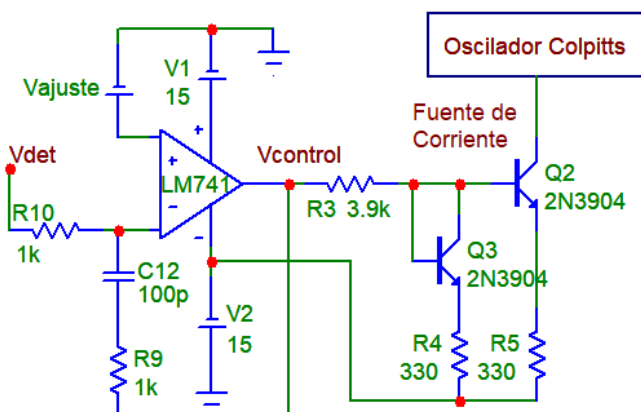 Oscilador Colpitts
V1
15
Vajuste
Fuente de
Corriente
Vdet
+
+
LM741
Vcontrol
Q2
2N3904
R10
1k
-
-
R3 3.9k
Q3
2N3904
C12
100p
V2
15
R9
1k
R4
330
R5
330